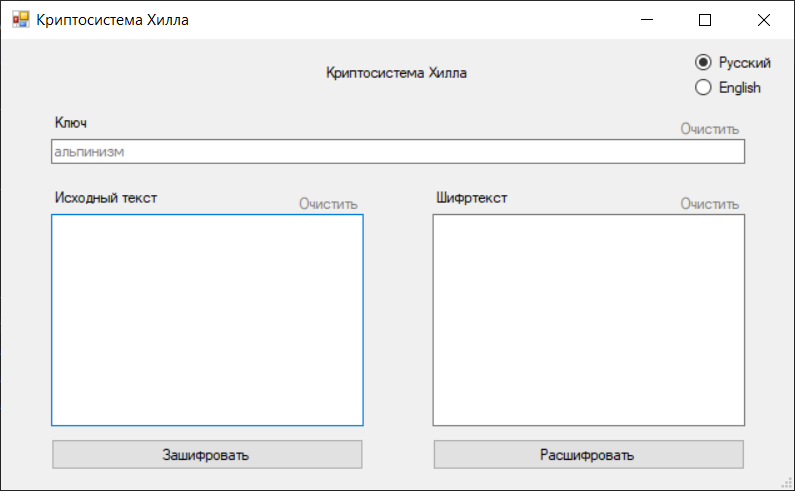 Криптосистема Хилла
Криптосистема Хилла
Русский
English
Ключ
Очистить
альпинизм
Исходный текст
Очистить
Шифртекст
Очистить
Зашифровать
Расшифровать